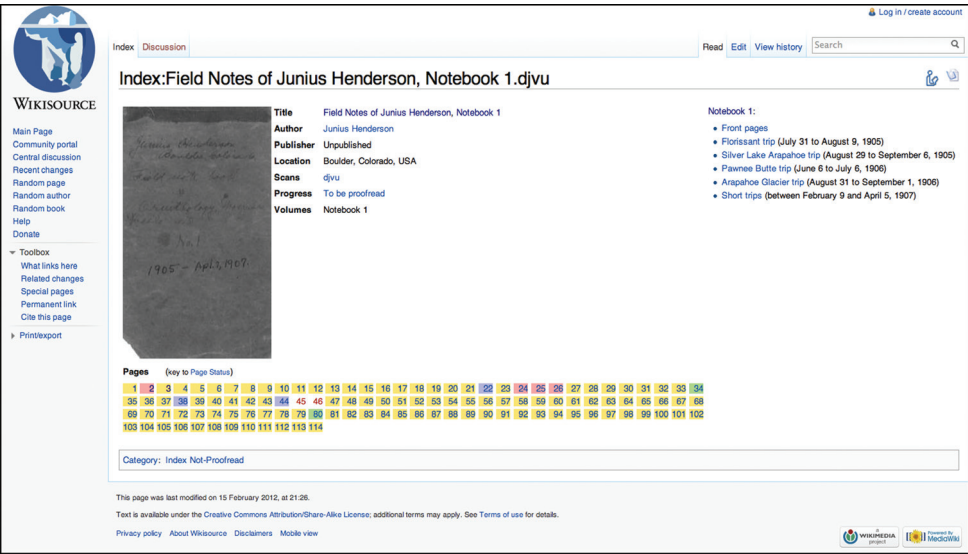 Log in / create account
Index Discussion
Read Edit View history Search
Index:Field Notes of Junius Henderson, Notebook 1.djvu
WIKISOURCE
Main Page
Community portal
Central discussion
Recent changes
Random page
Random author
Random book
Help
Donate
Toolbox
What links here
Related changes
Special pages
Permanent link
Cite this page
Print/export
Junius Henderson
Boulder, Colorado
Field note book
No. 1
1905 - Apr. 7, 1907.
Title Field Notes of Junius Henderson, Notebook 1
Author Junius Henderson
Publisher Unpublished
Location Boulder, Colorado, USA
Scans djvu
Progress To be proofread
Volumes Notebook 1
Notebook 1:
Front pages
Florissant trip (July 31 to August 9, 1905)
Silver Lake Arapahoe trip (August 29 to September 6, 1905)
Pawnee Butte trip (June 6 to July 6, 1906)
Arapahoe Glacier trip (August 31 to September 1, 1906)
Short trips (between February 9 and April 5, 1907)
Pages (key to Page Status)
1 2 3 4 5 6 7 8 9 10 11 12 13 14 15 16 17 18 19 20 21 22 23 24 25 26 27 28 29 30 31 32 33 34
35 36 37 38 39 40 41 42 43 44 45 46 47 48 49 50 51 52 53 54 55 56 57 58 59 60 61 62 63 64 65 66 67 68
69 70 71 72 73 74 75 76 77 78 79 80 81 82 83 84 85 86 87 88 89 90 91 92 93 94 95 96 97 98 99 100 101 102
103 104 105 106 107 108 109 110 111 112 113 114
Category: Index Not-Proofread
This page was last modified on 15 February 2012, at 21:26.
Text is available under the Creative Commons Attribution/Share-Alike License; additional terms may apply. See Terms of use for details.
Privacy policy About Wikisource Disclaimers Mobile view
A WIKIMEDIA project
Powered By MediaWiki